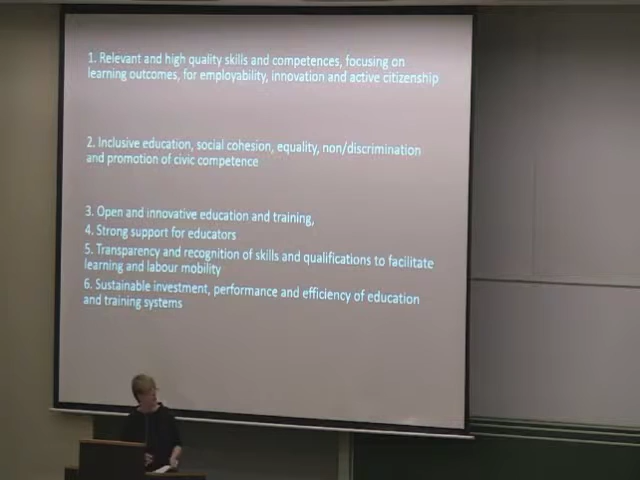 1. Relevant and high quality skills and competences, focusing on
learning outcomes, for employability, innovation and active citizenship
2. Inclusive education, social cohesion, equality, non/discrimination
and promotion of civic competence
3. Open and innovative education and training,
4. Strong support for educators
5. Transparency and recognition of skills and qualifications to facilitate
learning and labour mobility
6. Sustainable investment, performance and efficiency of education
and training systems